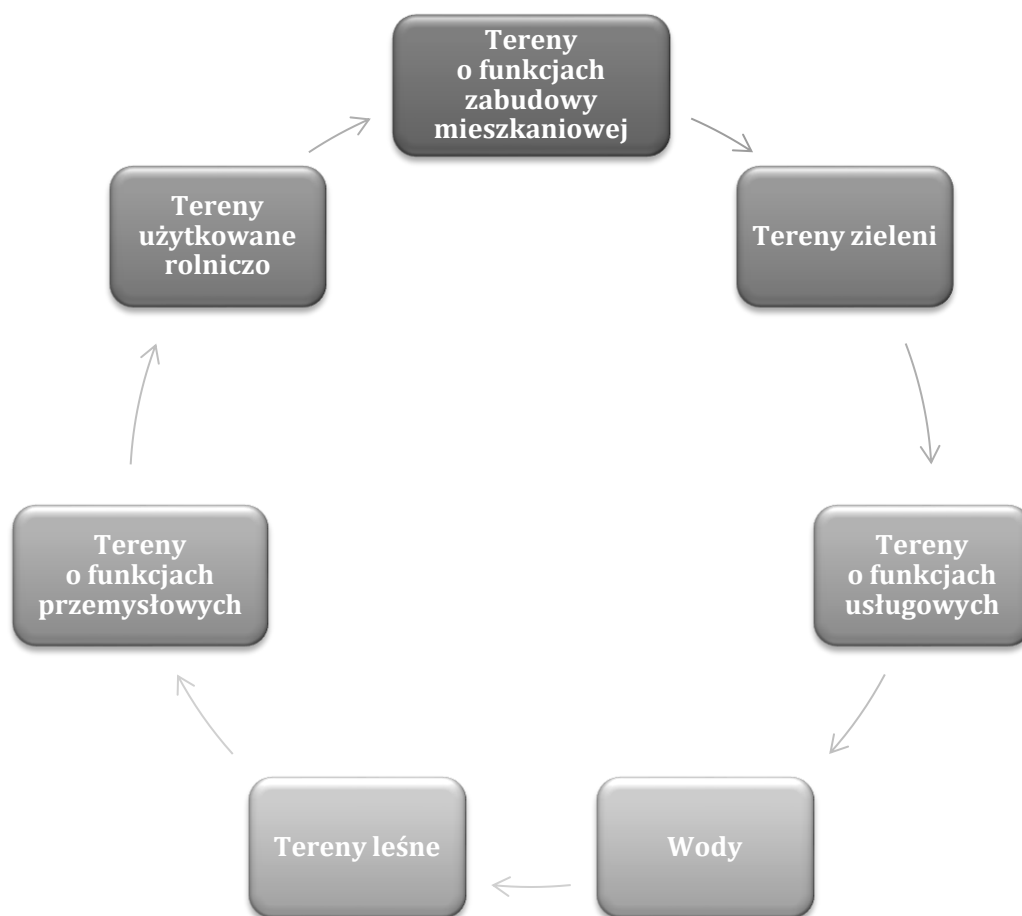 Tereny
o funkcjach
zabudowy
mieszkaniowej
Tereny zieleni
Tereny
o funkcjach
usługowych
Wody
Tereny leśne
Tereny
o funkcjach
przemysłowych
Tereny
użytkowane
rolniczo